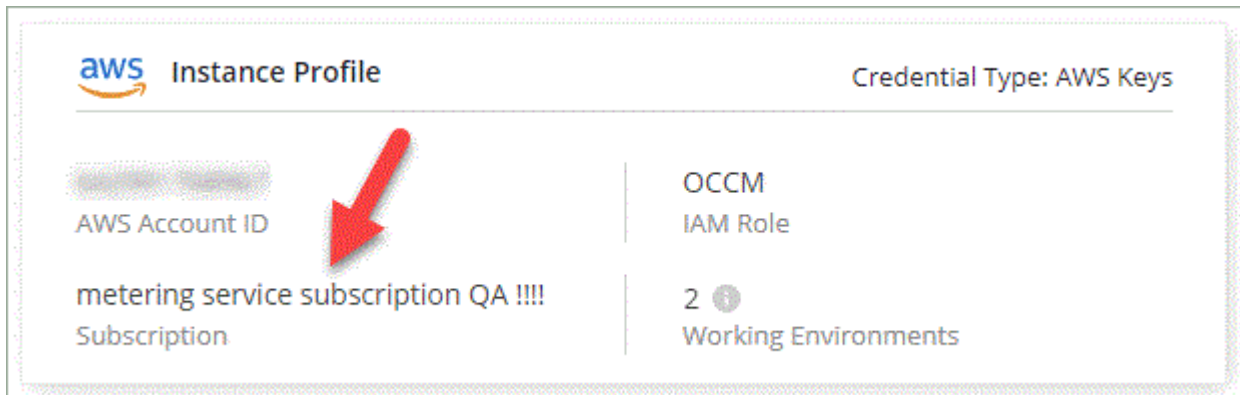 aws Instance Profile
Credential Type: AWS Keys
AWS Account ID
OCCM
IAM Role
metering service subscription QA !!!!
Subscription
2
Working Environments